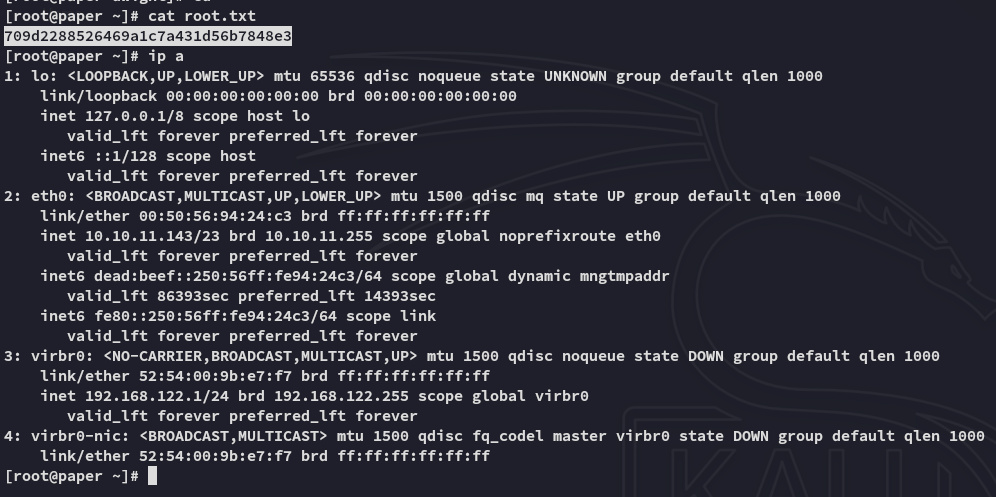 [root@paper ~]# cat root.txt
709d2288526469a1c7a431d56b7848e3
[root@paper ~]# ip a
1: lo: <LOOPBACK,UP,LOWER_UP> mtu 65536 qdisc noqueue state UNKNOWN group default qlen 1000
    link/loopback 00:00:00:00:00:00 brd 00:00:00:00:00:00
    inet 127.0.0.1/8 scope host lo
       valid_lft forever preferred_lft forever
    inet6 ::1/128 scope host
       valid_lft forever preferred_lft forever
2: eth0: <BROADCAST,MULTICAST,UP,LOWER_UP> mtu 1500 qdisc mq state UP group default qlen 1000
    link/ether 00:50:56:94:24:c3 brd ff:ff:ff:ff:ff:ff
    inet 10.10.11.143/23 brd 10.10.11.255 scope global noprefixroute eth0
       valid_lft forever preferred_lft forever
    inet6 dead:beef::250:56ff:fe94:24c3/64 scope global dynamic mngtmpaddr
       valid_lft 86393sec preferred_lft 14393sec
    inet6 fe80::250:56ff:fe94:24c3/64 scope link
       valid_lft forever preferred_lft forever
3: virbr0: <NO-CARRIER,BROADCAST,MULTICAST,UP> mtu 1500 qdisc noqueue state DOWN group default qlen 1000
    link/ether 52:54:00:9b:e7:f7 brd ff:ff:ff:ff:ff:ff
    inet 192.168.122.1/24 brd 192.168.122.255 scope global virbr0
       valid_lft forever preferred_lft forever
4: virbr0-nic: <BROADCAST,MULTICAST> mtu 1500 qdisc fq_codel master virbr0 state DOWN group default qlen 1000
    link/ether 52:54:00:9b:e7:f7 brd ff:ff:ff:ff:ff:ff
[root@paper ~]#
KALI